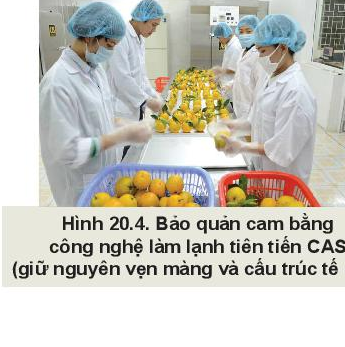 Hình 20.4. Bảo quản cam bằng
công nghệ làm lạnh tiên tiến CAS
(giữ nguyên vẹn màng và cấu trúc tế